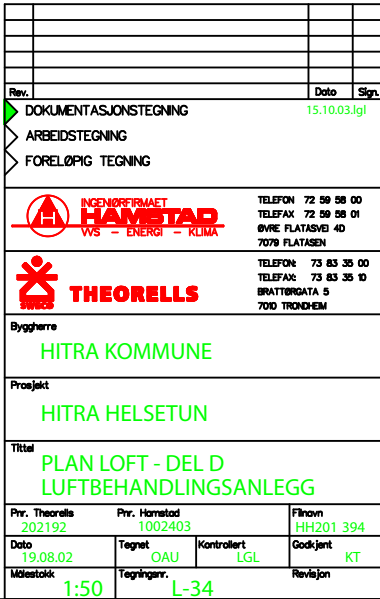 Rev. Dato Sign.
DOKUMENTASJONSTEGNING 15.10.03.lgl
ARBEIDSTEGNING
FORELØPIG TEGNING
INGENIØRFIRMAET
HAMSTAD
VVS – ENERGI – KLIMA
TELEFON 72 59 58 00
TELEFAX 72 59 58 01
ØVRE FLATASVEI 4D
7079 FLATÅSEN
SWECO
THEORELLS
TELEFON: 73 83 35 00
TELEFAX: 73 83 35 10
BRATTØRGATA 5
7010 TRONDHEIM
Byggherre
HITRA KOMMUNE
Prosjekt
HITRA HELSETUN
Tittel
PLAN LOFT - DEL D
LUFTBEHANDLINGSANLEGG
Pnr. Theorells Pnr. Hamstad Filnavn
202192 1002403 HH201 394
Dato Tegnet Kontrollert Godkjent
19.08.02 OAU LGL KT
Målestokk Tegningsnr. Revisjon
1:50 L-34